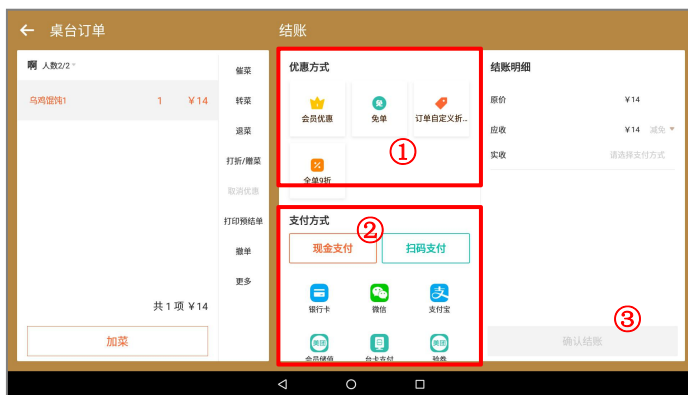 桌台订单
结账
啊 人数2/2
乌鸡馄饨1 1 ￥14
共1项 ￥14
加菜
催菜
转菜
退菜
打折/赠菜
取消优惠
打印预结单
撤单
更多
优惠方式
会员优惠
免
免单
订单自定义折...
①
全单9折
支付方式
②
现金支付
扫码支付
银行卡
微信
支
支付宝
美团
会员储值
台卡支付
美团
验券
结账明细
原价 ￥14
应收 ￥14 减免
实收 请选择支付方式
③
确认结账